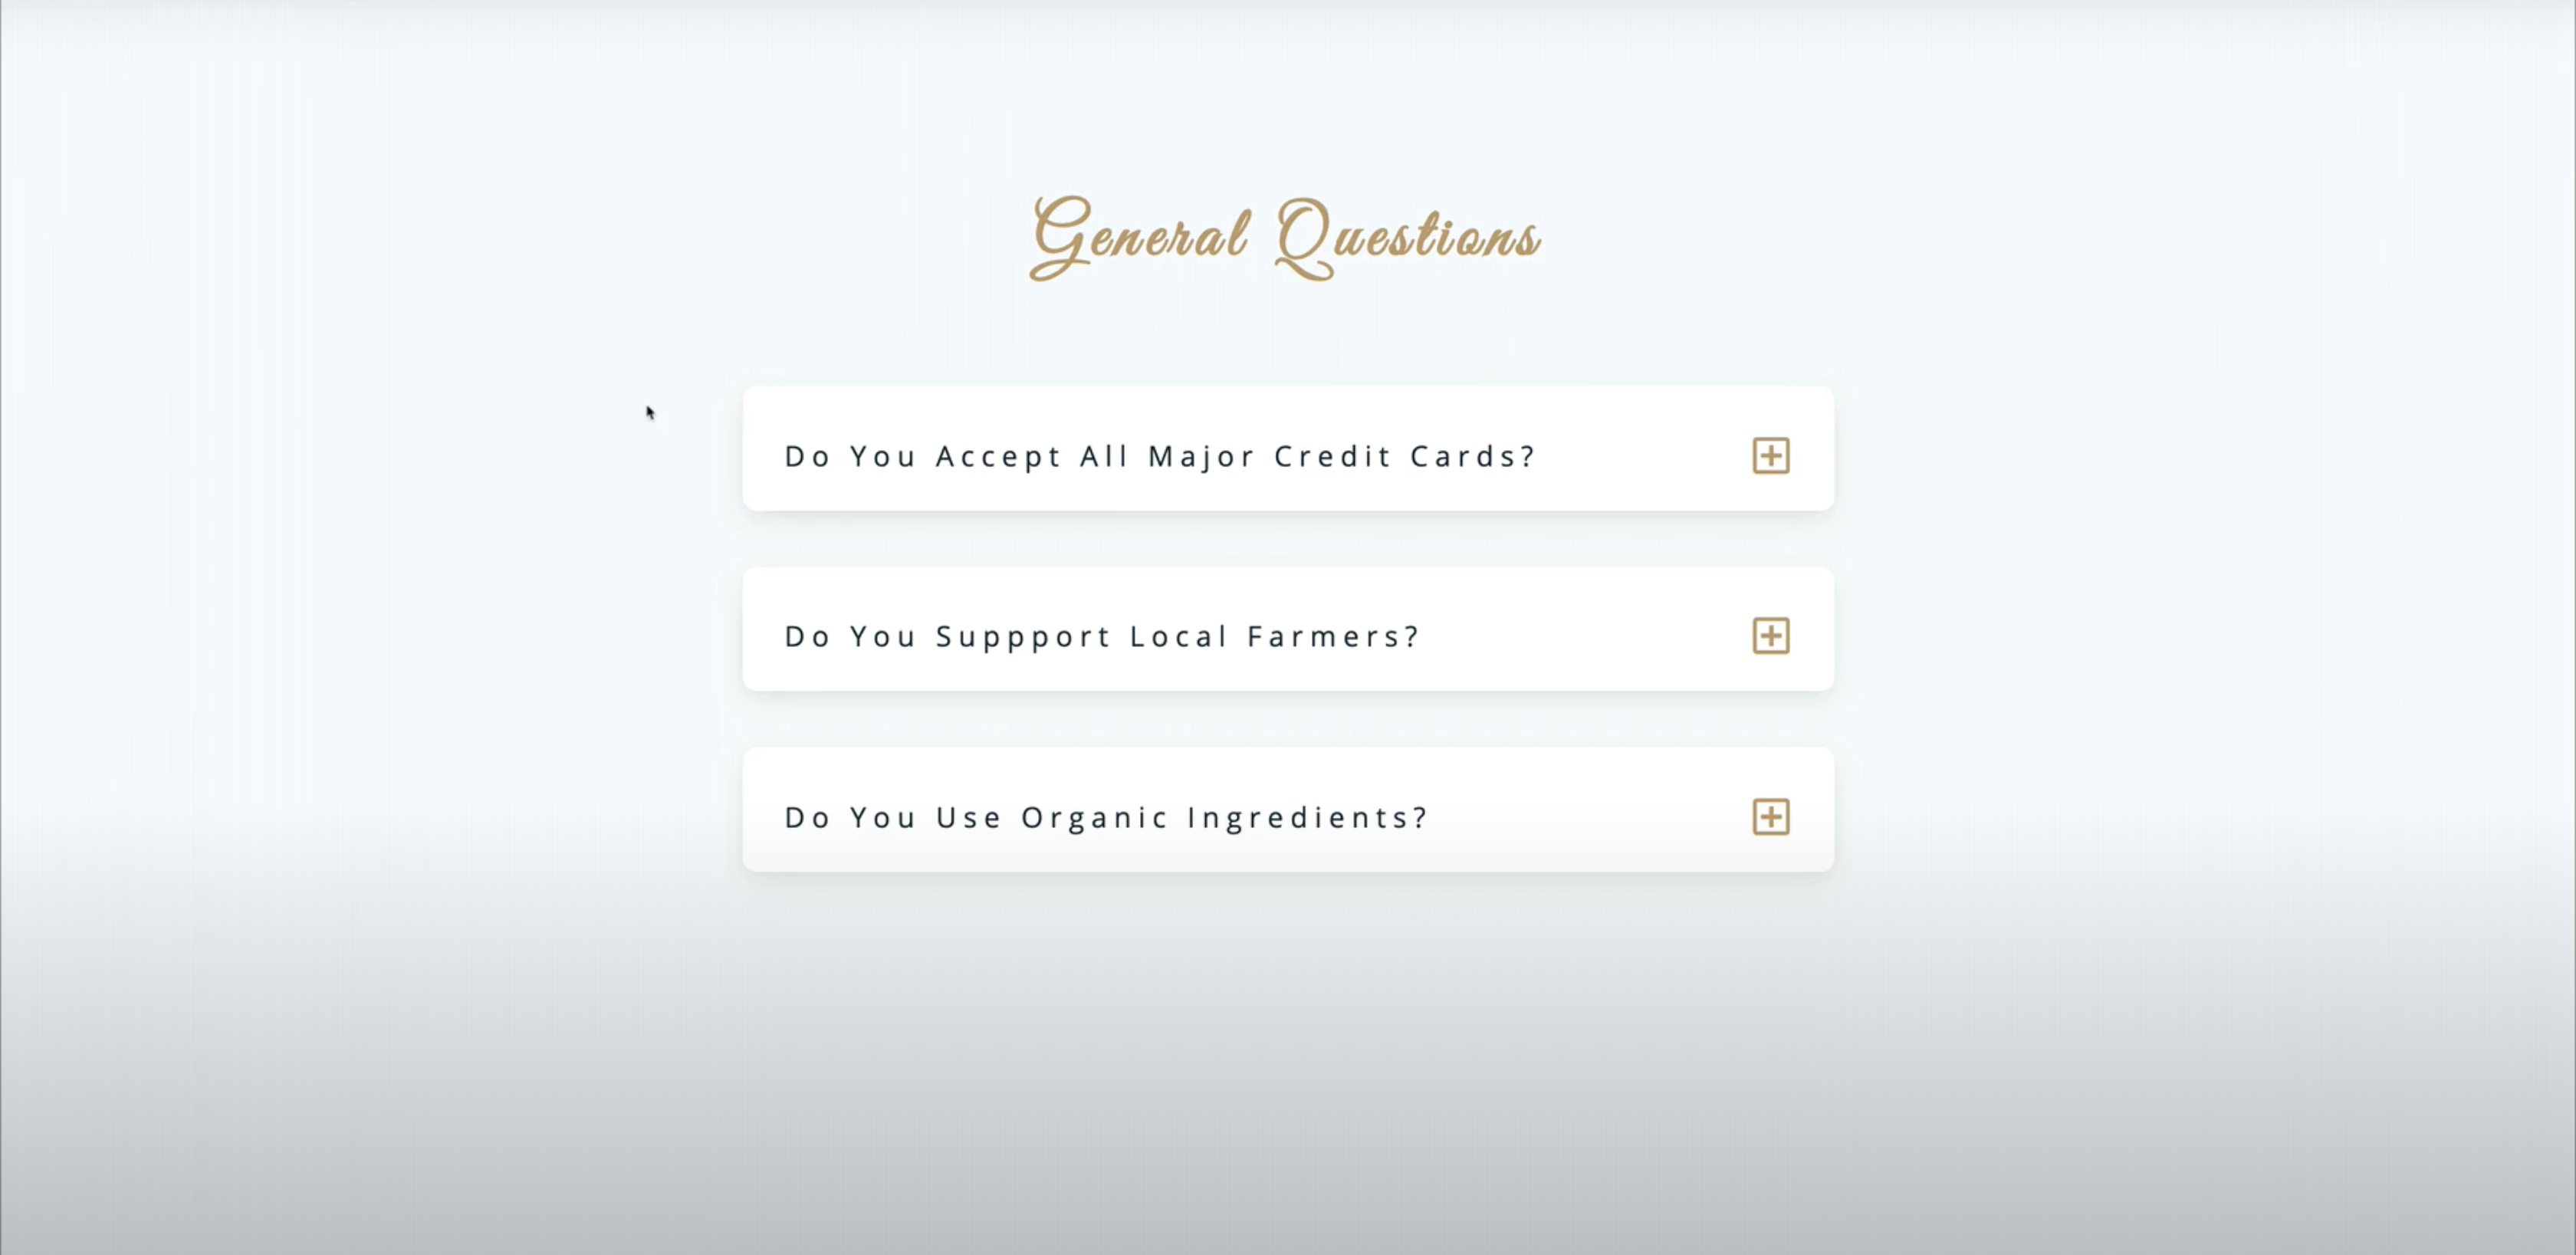 General Questions
Do You Accept All Major Credit Cards?
Do You Suppport Local Farmers?
Do You Use Organic Ingredients?